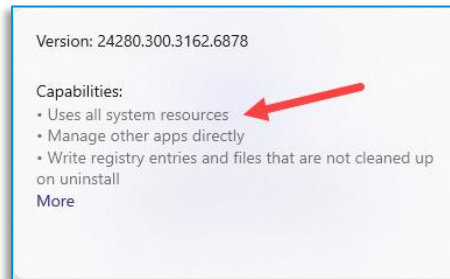 Version: 24280.300.3162.6878
Capabilities:
• Uses all system resources
• Manage other apps directly
• Write registry entries and files that are not cleaned up
on uninstall
More